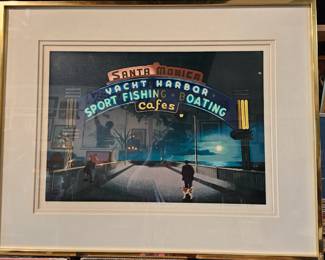 SANTA MONICA
YACHT HARBOR
SPORT FISHING • BOATING
Cafes